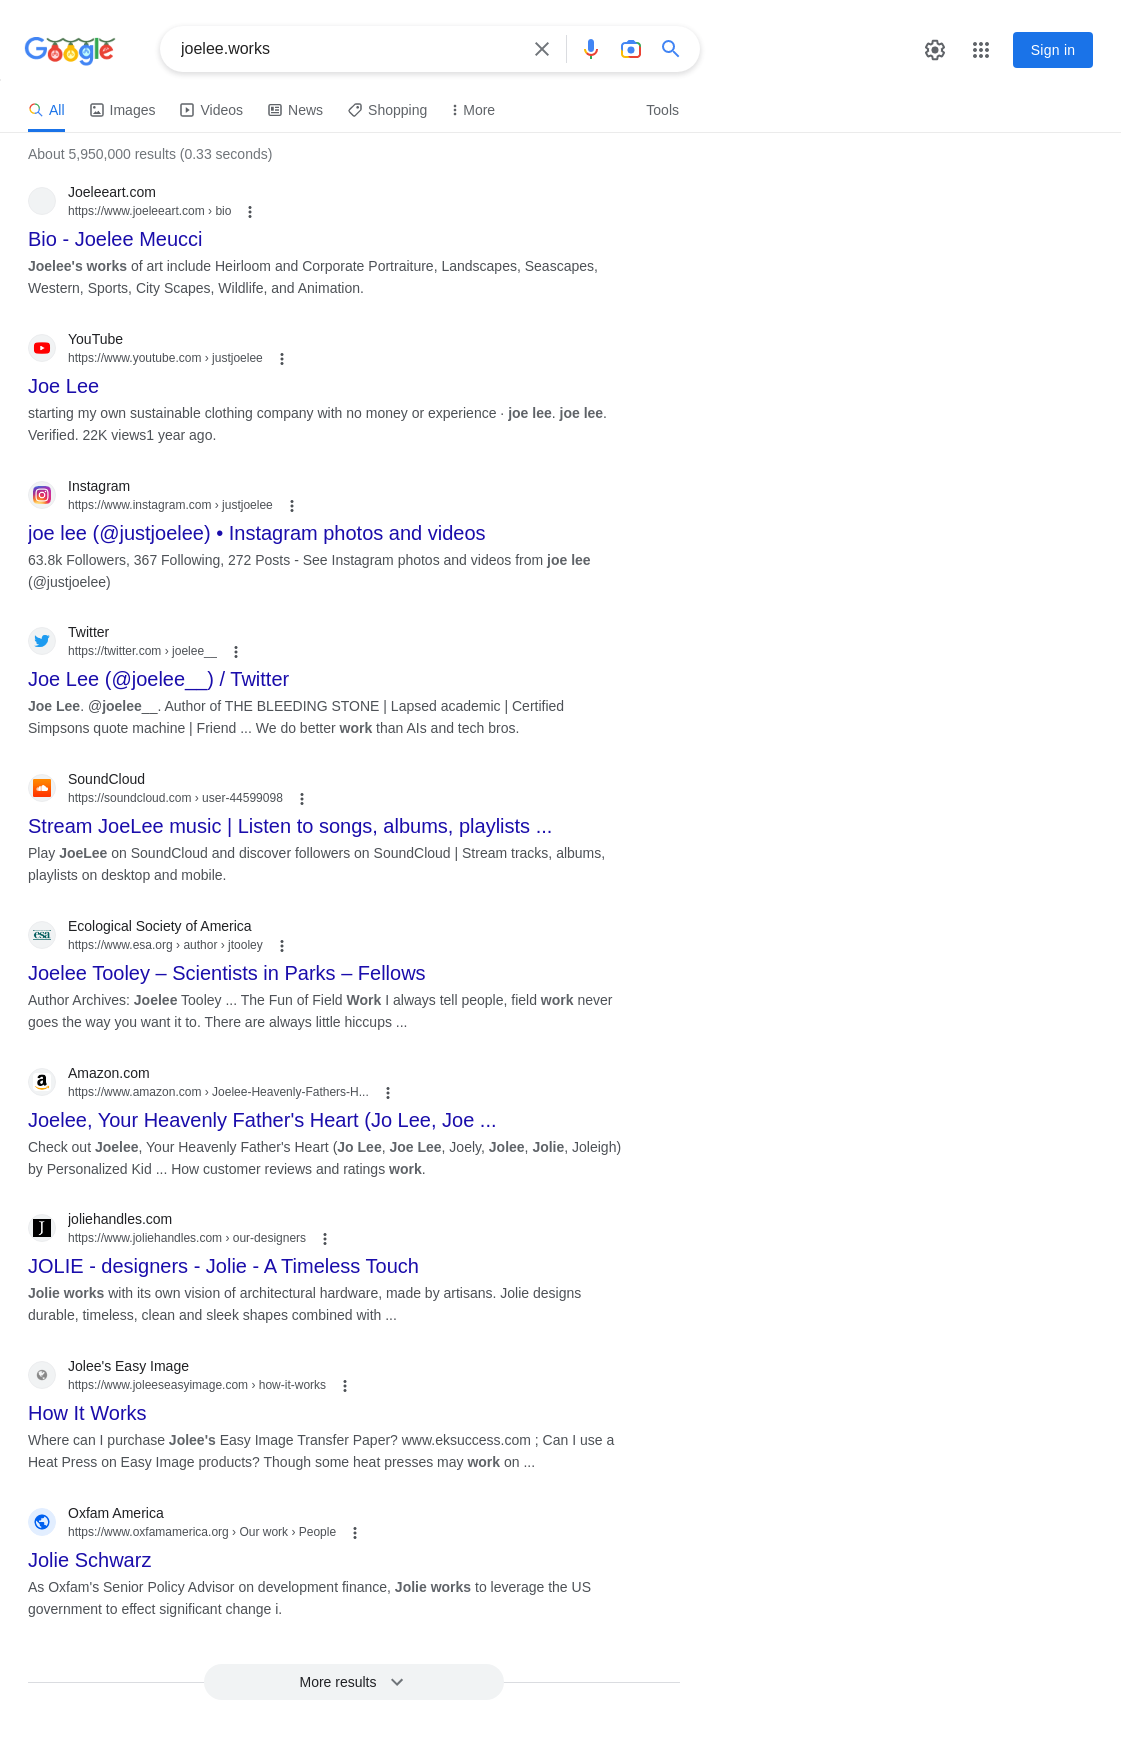 Google
joelee.works
Sign in
All
Images
Videos
News
Shopping
More
Tools
About 5,950,000 results (0.33 seconds)
Joeleeart.com
https://www.joeleeart.com › bio
Bio - Joelee Meucci
Joelee's works of art include Heirloom and Corporate Portraiture, Landscapes, Seascapes,
Western, Sports, City Scapes, Wildlife, and Animation.
YouTube
https://www.youtube.com › justjoelee
Joe Lee
starting my own sustainable clothing company with no money or experience · joe lee. joe lee.
Verified. 22K views1 year ago.
Instagram
https://www.instagram.com › justjoelee
joe lee (@justjoelee) • Instagram photos and videos
63.8k Followers, 367 Following, 272 Posts - See Instagram photos and videos from joe lee
(@justjoelee)
Twitter
https://twitter.com › joelee__
Joe Lee (@joelee__) / Twitter
Joe Lee. @joelee__. Author of THE BLEEDING STONE | Lapsed academic | Certified
Simpsons quote machine | Friend ... We do better work than AIs and tech bros.
SoundCloud
https://soundcloud.com › user-44599098
Stream JoeLee music | Listen to songs, albums, playlists ...
Play JoeLee on SoundCloud and discover followers on SoundCloud | Stream tracks, albums,
playlists on desktop and mobile.
esa
Ecological Society of America
https://www.esa.org › author › jtooley
Joelee Tooley – Scientists in Parks – Fellows
Author Archives: Joelee Tooley ... The Fun of Field Work I always tell people, field work never
goes the way you want it to. There are always little hiccups ...
Amazon.com
https://www.amazon.com › Joelee-Heavenly-Fathers-H...
Joelee, Your Heavenly Father's Heart (Jo Lee, Joe ...
Check out Joelee, Your Heavenly Father's Heart (Jo Lee, Joe Lee, Joely, Jolee, Jolie, Joleigh)
by Personalized Kid ... How customer reviews and ratings work.
joliehandles.com
https://www.joliehandles.com › our-designers
JOLIE - designers - Jolie - A Timeless Touch
Jolie works with its own vision of architectural hardware, made by artisans. Jolie designs
durable, timeless, clean and sleek shapes combined with ...
Jolee's Easy Image
https://www.joleeseasyimage.com › how-it-works
How It Works
Where can I purchase Jolee's Easy Image Transfer Paper? www.eksuccess.com ; Can I use a
Heat Press on Easy Image products? Though some heat presses may work on ...
Oxfam America
https://www.oxfamamerica.org › Our work › People
Jolie Schwarz
As Oxfam's Senior Policy Advisor on development finance, Jolie works to leverage the US
government to effect significant change i.
More results